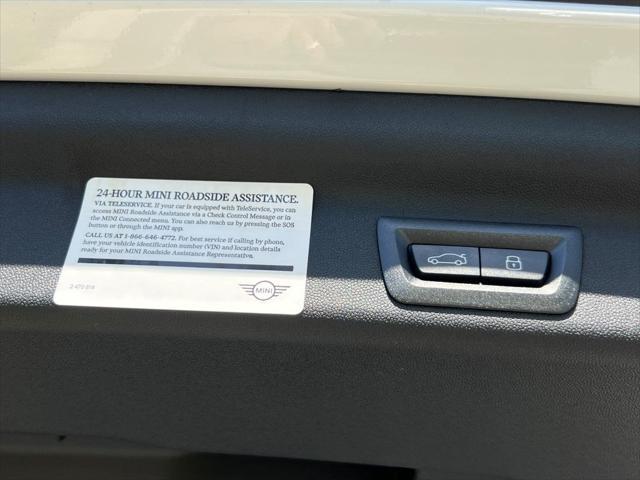 24-HOUR MINI ROADSIDE ASSISTANCE.
VIA TELESERVICE. If your car is equipped with TeleService, you can
access MINI Roadside Assistance via a Check Control Message or in
the MINI Connected menu. You can also reach us by pressing the SOS
button or through the MINI app.
CALL US AT 1-866-646-4772. For best service if calling by phone,
have your vehicle identification number (VIN) and location details
ready for your MINI Roadside Assistance Representative.
MINI